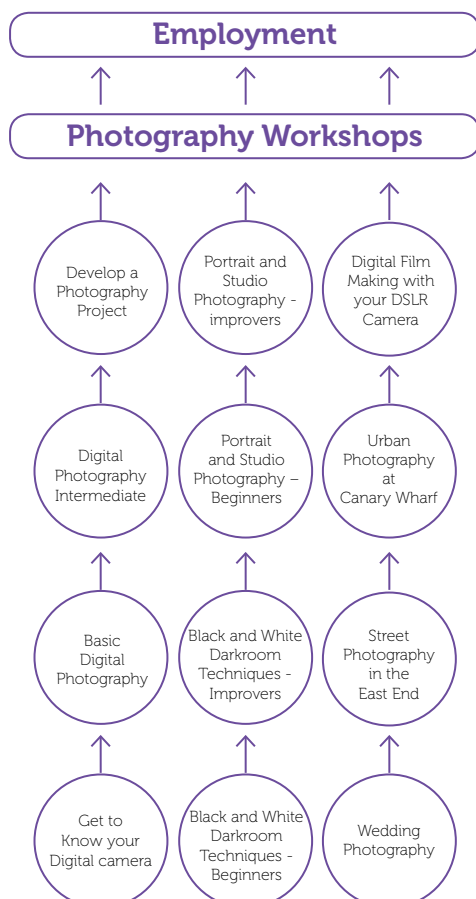 Employment
Photography Workshops
Develop a
Photography
Project
Portrait and
Studio
Photography -
improvers
Digital Film
Making with
your DSLR
Camera
Digital
Photography
Intermediate
Portrait
and Studio
Photography –
Beginners
Urban
Photography
at
Canary Wharf
Basic
Digital
Photography
Black and White
Darkroom
Techniques -
Improvers
Street
Photography
in the
East End
Get to
Know your
Digital camera
Black and White
Darkroom
Techniques -
Beginners
Wedding
Photography